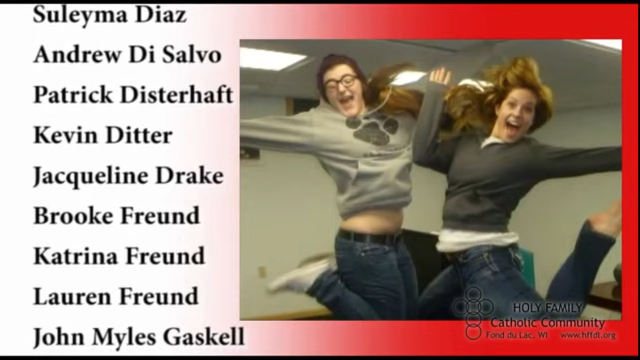 Suleyma Diaz
Andrew Di Salvo
Patrick Disterhaft
Kevin Ditter
Jacqueline Drake
Brooke Freund
Katrina Freund
Lauren Freund
John Myles Gaskell
HOLY FAMILY
Catholic Community
Fond du Lac, WI www.hffdl.org